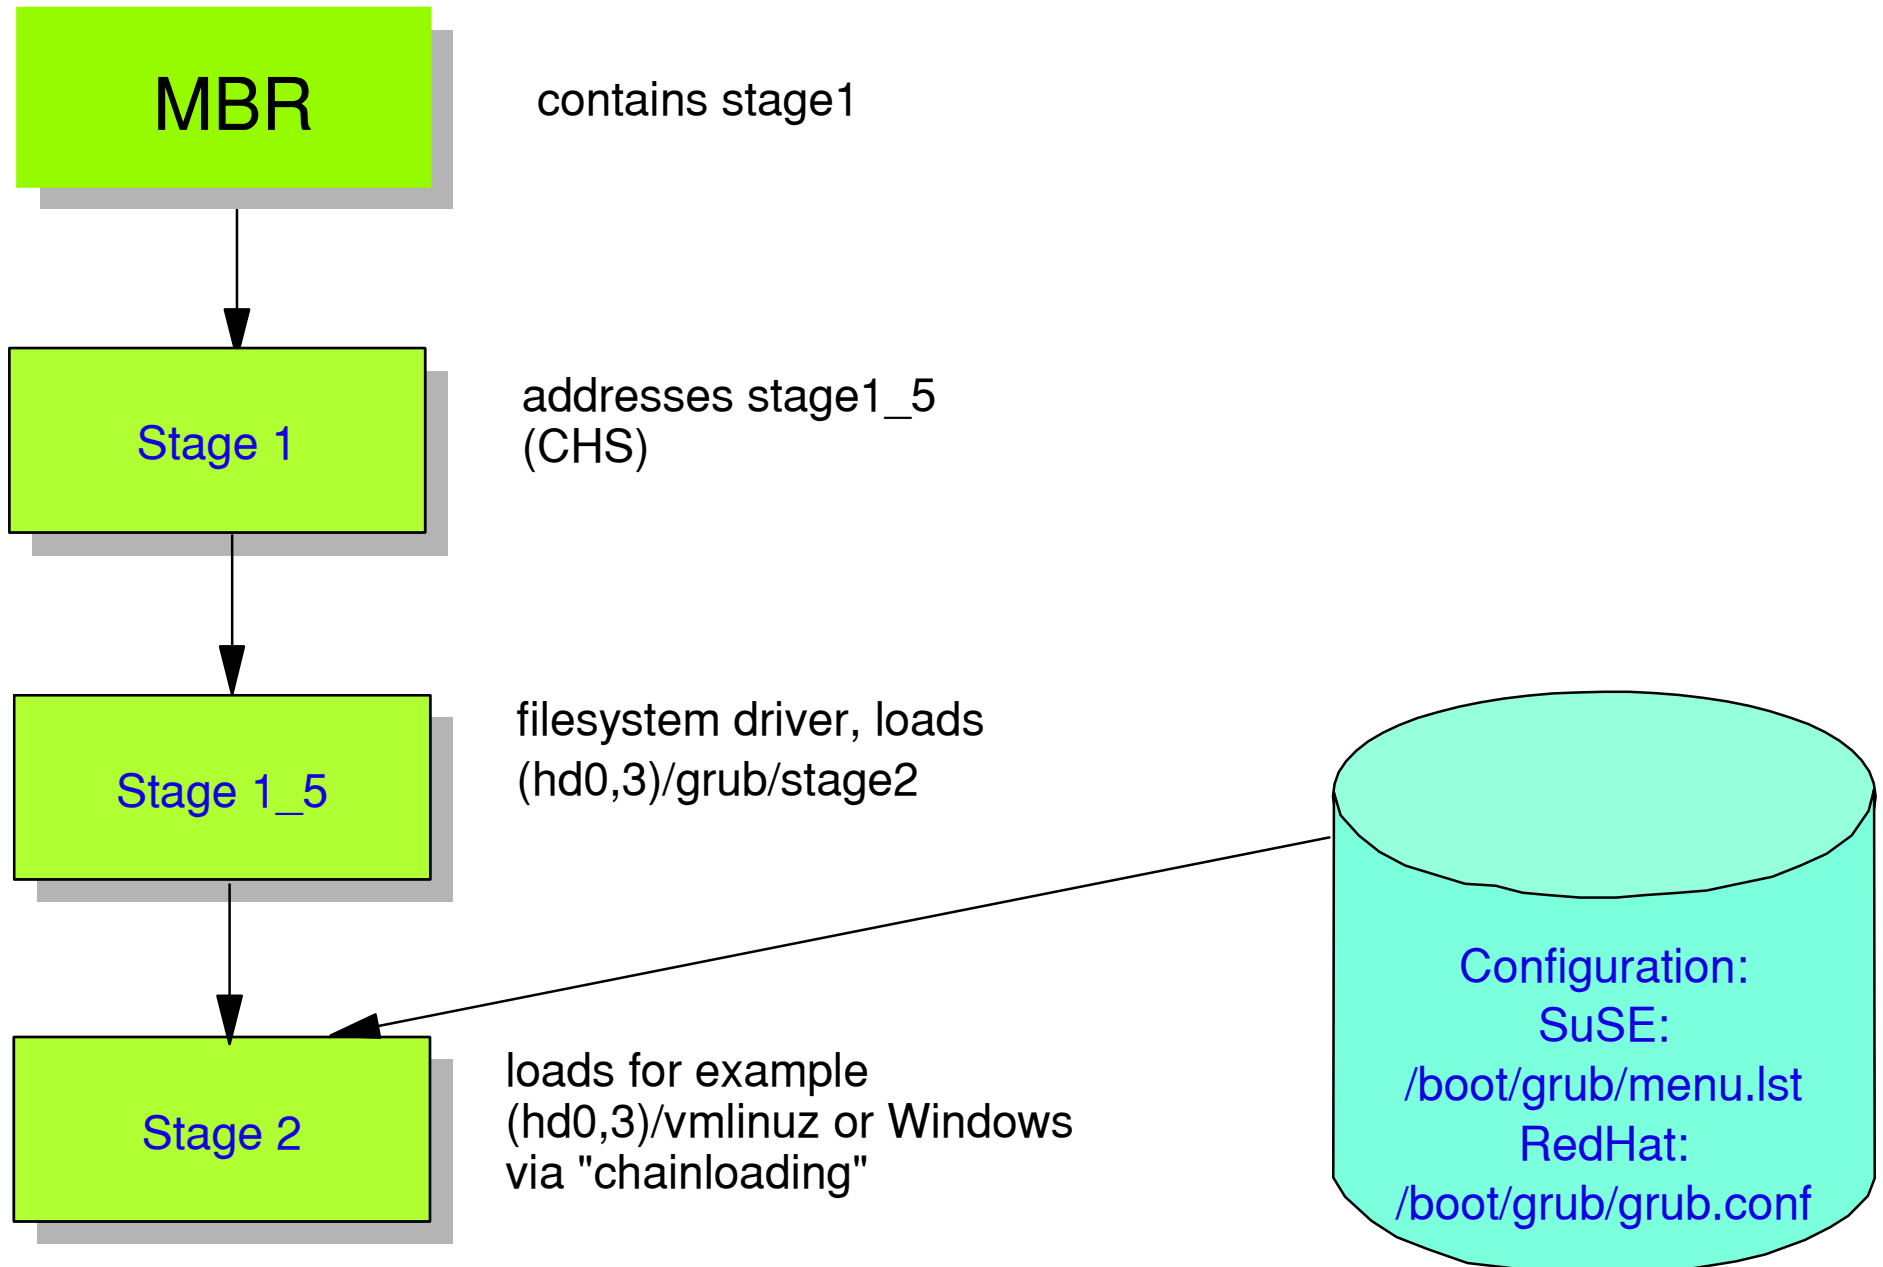 MBR
contains stage1
Stage 1
addresses stage1_5
(CHS)
Stage 1_5
filesystem driver, loads
(hd0,3)/grub/stage2
Stage 2
loads for example
(hd0,3)/vmlinuz or Windows
via "chainloading"
Configuration:
SuSE:
/boot/grub/menu.lst
RedHat:
/boot/grub/grub.conf